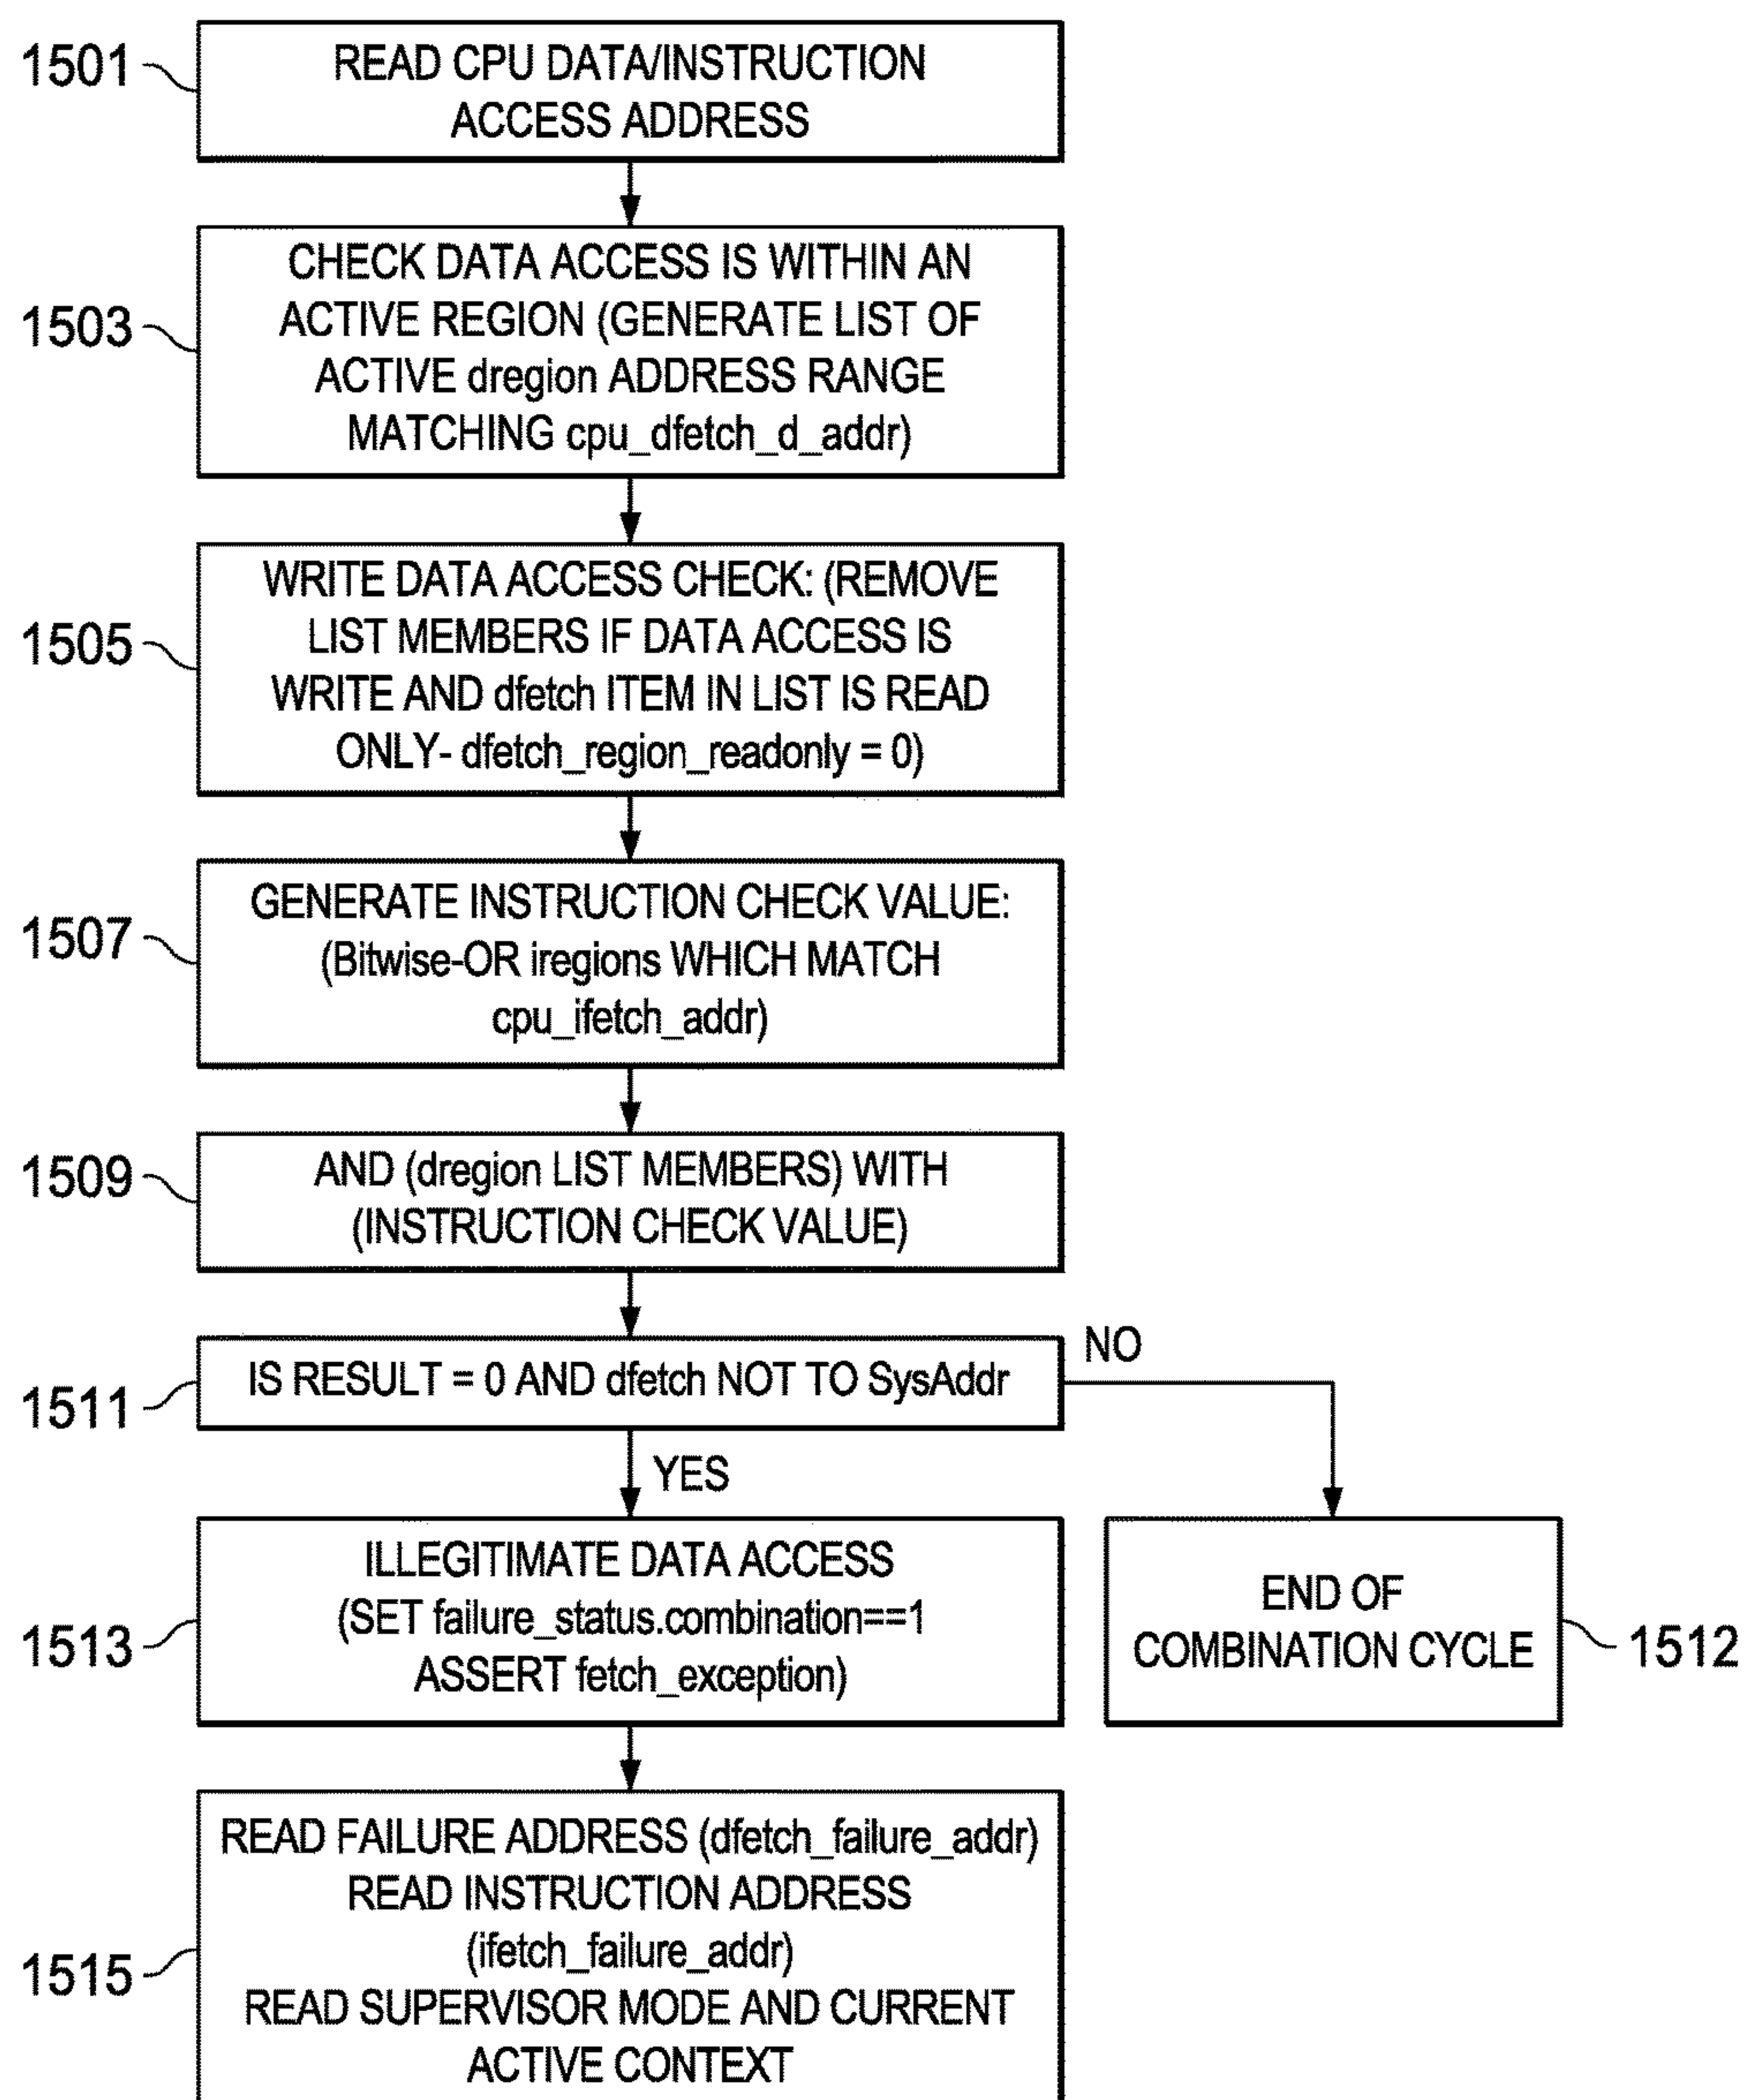 1501
READ CPU DATA/INSTRUCTION
ACCESS ADDRESS
1503
CHECK DATA ACCESS IS WITHIN AN
ACTIVE REGION (GENERATE LIST OF
ACTIVE dregion ADDRESS RANGE
MATCHING cpu_dfetch_d_addr)
1505
WRITE DATA ACCESS CHECK: (REMOVE
LIST MEMBERS IF DATA ACCESS IS
WRITE AND dfetch ITEM IN LIST IS READ
ONLY- dfetch_region_readonly = 0)
1507
GENERATE INSTRUCTION CHECK VALUE:
(Bitwise-OR iregions WHICH MATCH
cpu_ifetch_addr)
1509
AND (dregion LIST MEMBERS) WITH
(INSTRUCTION CHECK VALUE)
1511
IS RESULT = 0 AND dfetch NOT TO SysAddr
NO
YES
1513
ILLEGITIMATE DATA ACCESS
(SET failure_status.combination==1
ASSERT fetch_exception)
END OF
COMBINATION CYCLE
1512
1515
READ FAILURE ADDRESS (dfetch_failure_addr)
READ INSTRUCTION ADDRESS
(ifetch_failure_addr)
READ SUPERVISOR MODE AND CURRENT
ACTIVE CONTEXT